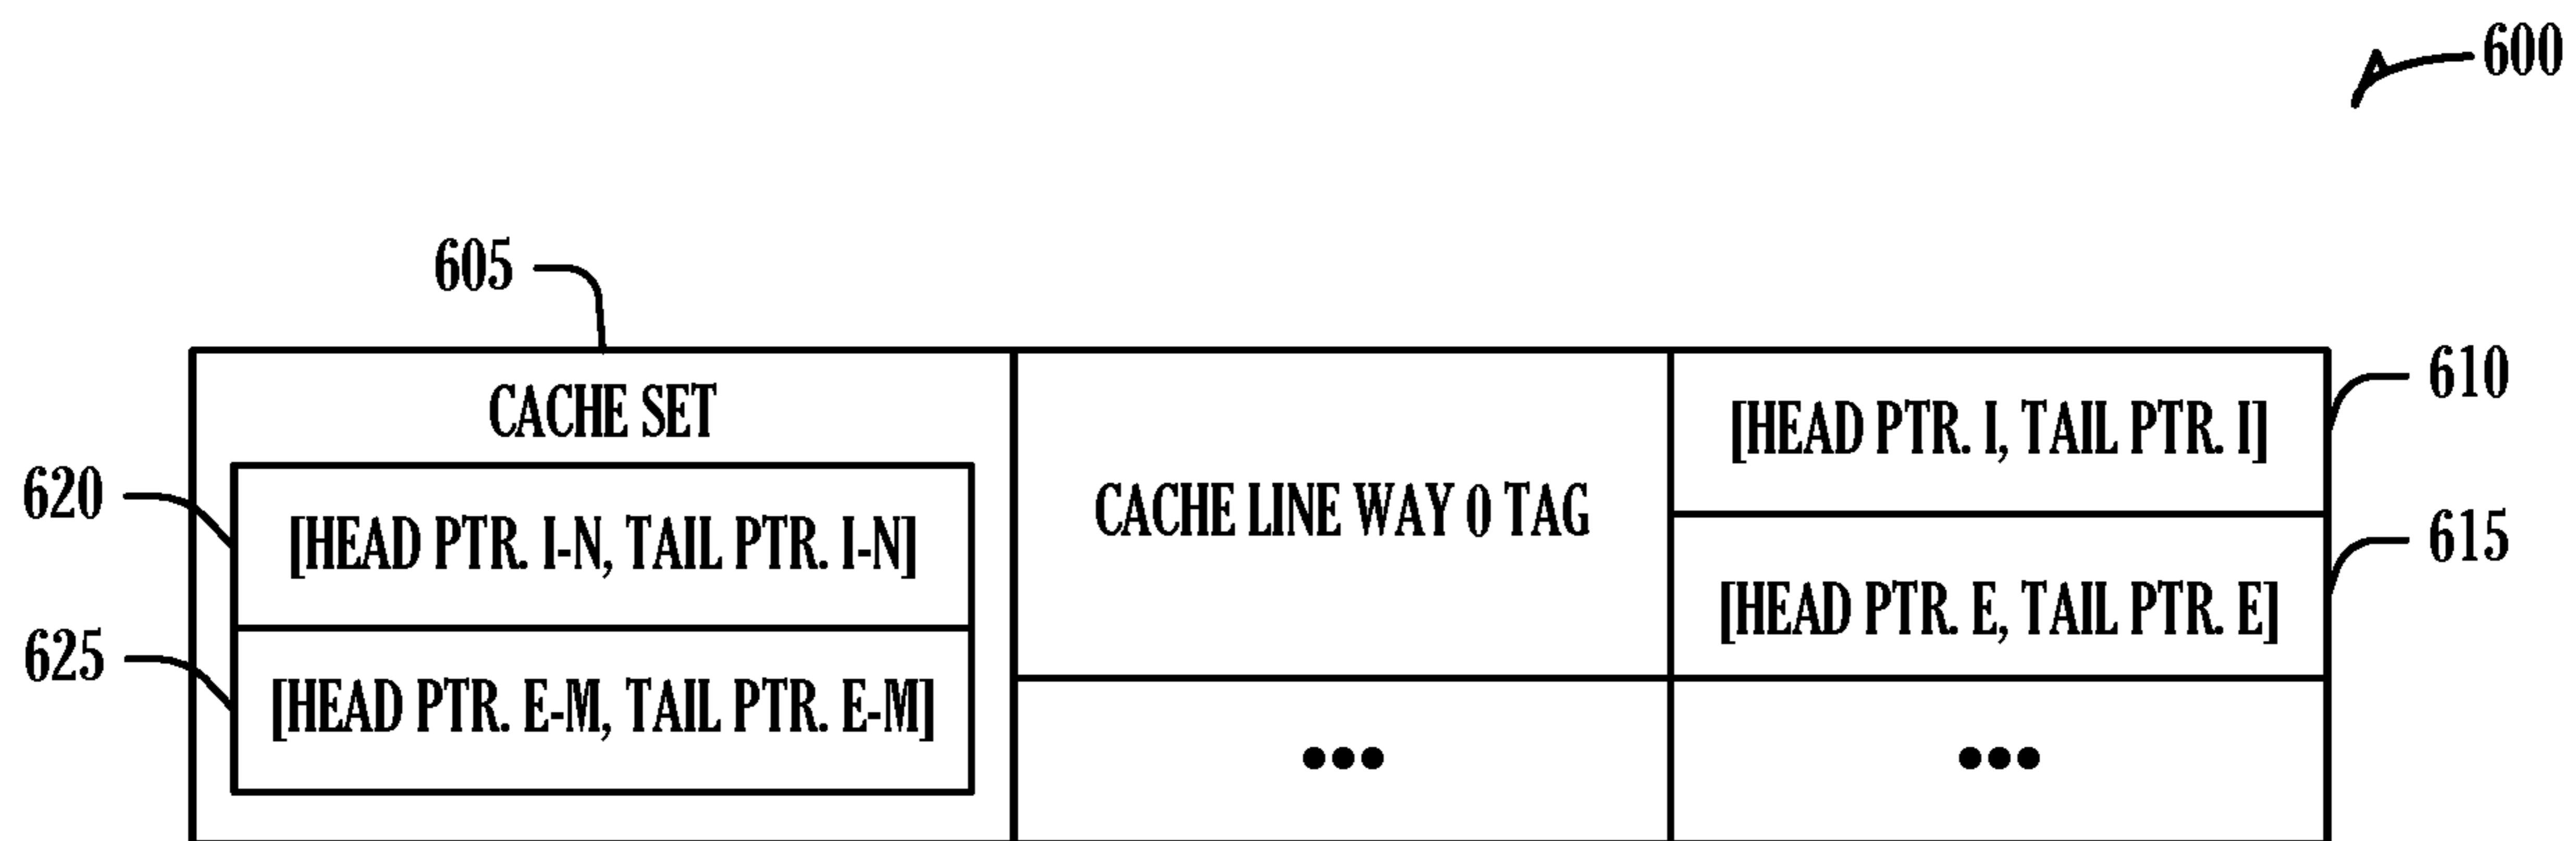 600
605
CACHE SET
610
[HEAD PTR. I, TAIL PTR. I]
620
[HEAD PTR. I-N, TAIL PTR. I-N]
CACHE LINE WAY 0 TAG
615
[HEAD PTR. E, TAIL PTR. E]
625
[HEAD PTR. E-M, TAIL PTR. E-M]
•••
•••